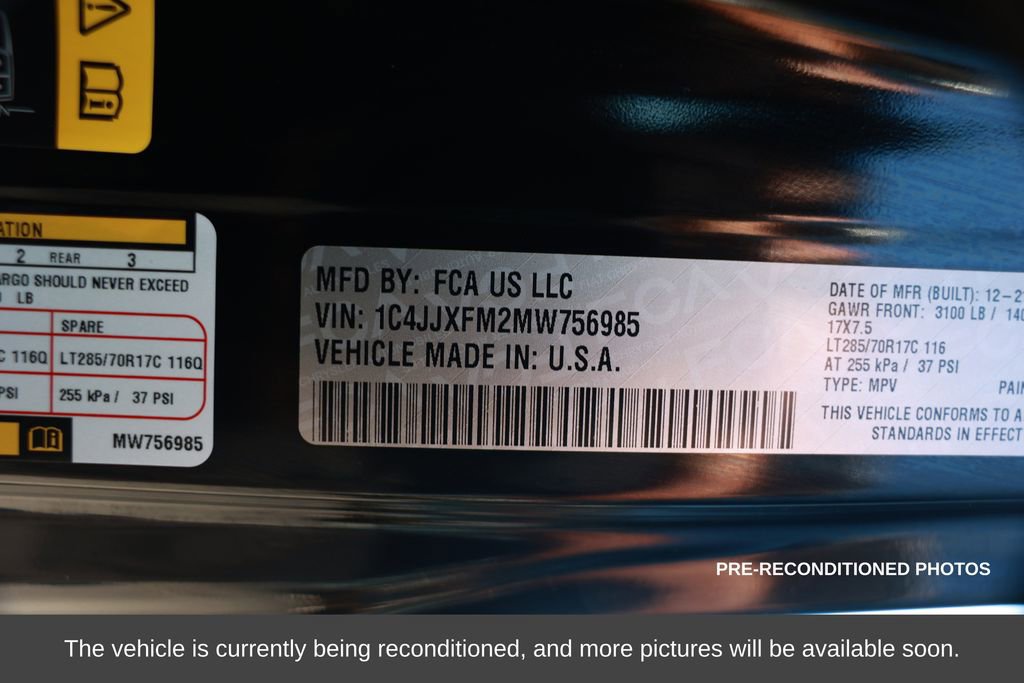 ATION
2 REAR 3
ARGO SHOULD NEVER EXCEED
LB
SPARE
C 116Q LT285/70R17C 116Q
PSI 255 kPa / 37 PSI
MW756985
MFD BY: FCA US LLC
VIN: 1C4JJXFM2MW756985
VEHICLE MADE IN: U.S.A.
DATE OF MFR (BUILT): 12-2
GAWR FRONT: 3100 LB / 140
17X7.5
LT285/70R17C 116
AT 255 kPa / 37 PSI
TYPE: MPV PAIN
THIS VEHICLE CONFORMS TO A
STANDARDS IN EFFECT
PRE-RECONDITIONED PHOTOS
The vehicle is currently being reconditioned, and more pictures will be available soon.